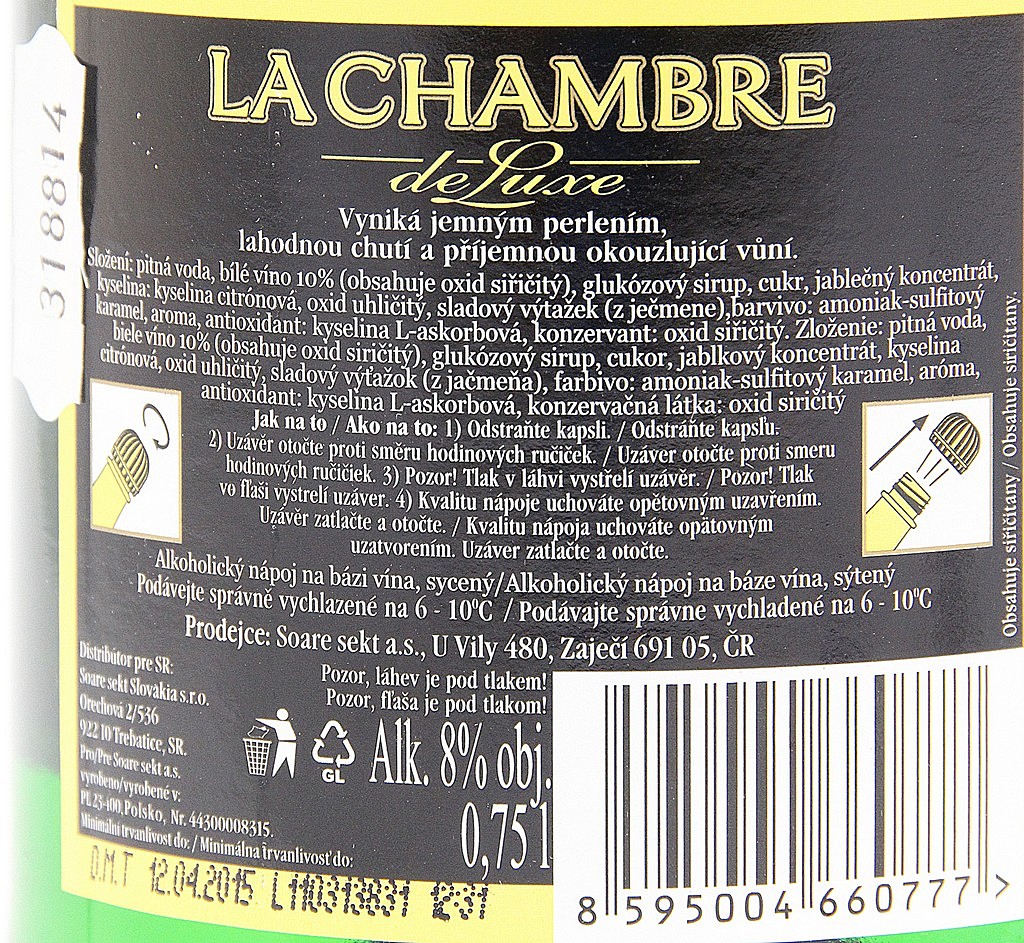 318814
LA CHAMBRE
de Luxe
Vyniká jemným perlením,
lahodnou chutí a příjemnou okouzlující vůní.
Složení: pitná voda, bílé víno 10% (obsahuje oxid siřičitý), glukózový sirup, cukr, jablečný koncentrát,
kyselina: kyselina citrónová, oxid uhličitý, sladový výtažek (z ječmene),barvivo: amoniak-sulfitový
karamel, aroma, antioxidant: kyselina L-askorbová, konzervant: oxid siřičitý. Zloženie: pitná voda,
biele víno 10% (obsahuje oxid siričitý), glukózový sirup, cukor, jablkový koncentrát, kyselina
citrónová, oxid uhličitý, sladový výťažok (z jačmeňa), farbivo: amoniak-sulfitový karamel, aróma,
antioxidant: kyselina L-askorbová, konzervačná látka: oxid siričitý
Jak na to / Ako na to: 1) Odstraňte kapsli. / Odstráňte kapsľu.
2) Uzávěr otočte proti směru hodinových ručiček. / Uzáver otočte proti smeru
hodinových ručičiek. 3) Pozor! Tlak v láhvi vystřelí uzávěr. / Pozor! Tlak
vo fľaši vystrelí uzáver. 4) Kvalitu nápoje uchováte opětovným uzavřením.
Uzávěr zatlačte a otočte. / Kvalitu nápoja uchováte opätovným
uzatvorením. Uzáver zatlačte a otočte.
Alkoholický nápoj na bázi vína, sycený/Alkoholický nápoj na báze vína, sýtený
Podávejte správně vychlazené na 6 - 10⁰C / Podávajte správne vychladené na 6 - 10⁰C
Prodejce: Soare sekt a.s., U Vily 480, Zaječí 691 05, ČR
Distribútor pre SR:
Soare sekt Slovakia s.r.o.
Orechová 2/536
922 10 Trebatice, SR.
Pro/Pre Soare sekt a.s.
vyrobeno/vyrobené v:
PL 23-400, Polsko, Nr. 44300008315.
Minimální trvanlivost do: / Minimálna trvanlivosť do:
Pozor, láhev je pod tlakem!
Pozor, fľaša je pod tlakom!
GL
Alk. 8% obj.
0,75 l
D.M.T 12.04.2015
8 595004 660777 >
Obsahuje siřičitany / Obsahuje siričitany.